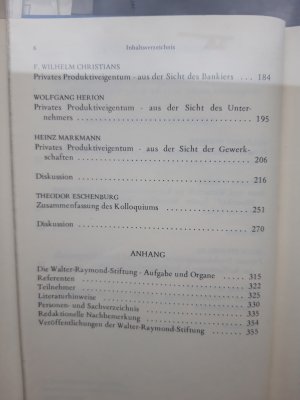 6 Inhaltsverzeichnis
F. WILHELM CHRISTIANS
Privates Produktiveigentum - aus der Sicht des Bankiers ... 184
WOLFGANG HERION
Privates Produktiveigentum - aus der Sicht des Unter-
nehmers ........................ 195
HEINZ MARKMANN
Privates Produktiveigentum - aus der Sicht der Gewerk-
schaften ........................ 206
Diskussion ........................ 216
THEODOR ESCHENBURG
Zusammenfassung des Kolloquiums ................ 251
Diskussion ........................ 270
ANHANG
Die Walter-Raymond-Stiftung - Aufgabe und Organe .... 315
Referenten ........................ 322
Teilnehmer ........................ 325
Literaturhinweise ........................ 330
Personen- und Sachverzeichnis ................ 335
Redaktionelle Nachbemerkung ................ 354
Veröffentlichungen der Walter-Raymond-Stiftung ...... 355